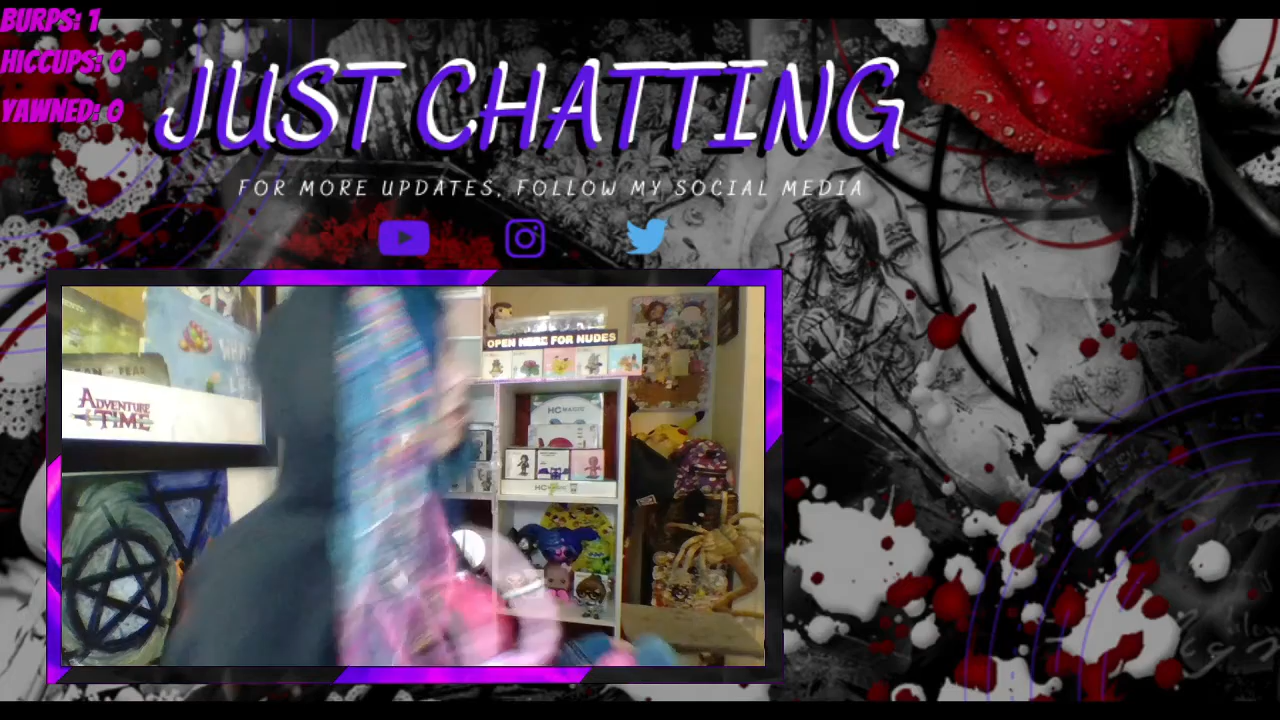 BURPS: 1
HICCUPS: 0
YAWNED: 0
JUST CHATTING
FOR MORE UPDATES, FOLLOW MY SOCIAL MEDIA
OPEN HERE FOR NUDES
ADVENTURE
TIME